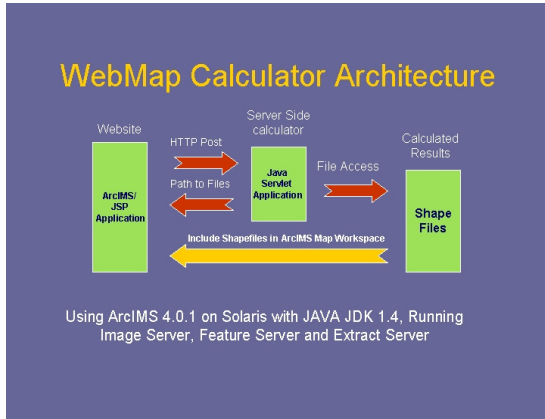 WebMap Calculator Architecture
Website
Server Side
calculator
Calculated
Results
HTTP Post
Path to Files
File Access
ArcIMS/
JSP
Application
Java
Servlet
Application
Shape
Files
Include Shapefiles in ArcIMS Map Workspace
Using ArcIMS 4.0.1 on Solaris with JAVA JDK 1.4, Running
Image Server, Feature Server and Extract Server